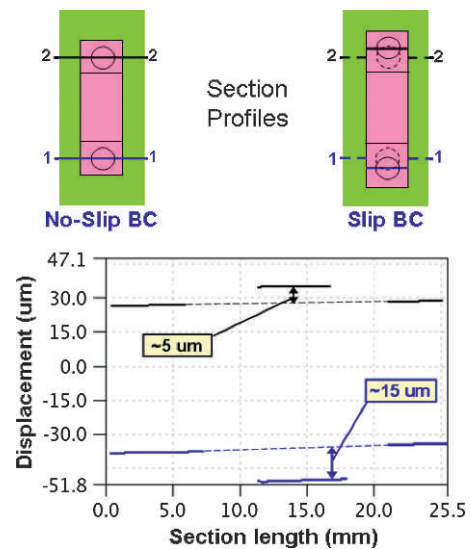 2 2 2 2
Section
Profiles
1 1 1 1
No-Slip BC Slip BC
47.1
30.0
15.0
0.0
-15.0
-30.0
-51.8
Displacement (um)
~5 um
~15 um
0.0 5.0 10.0 15.0 20.0 25.5
Section length (mm)